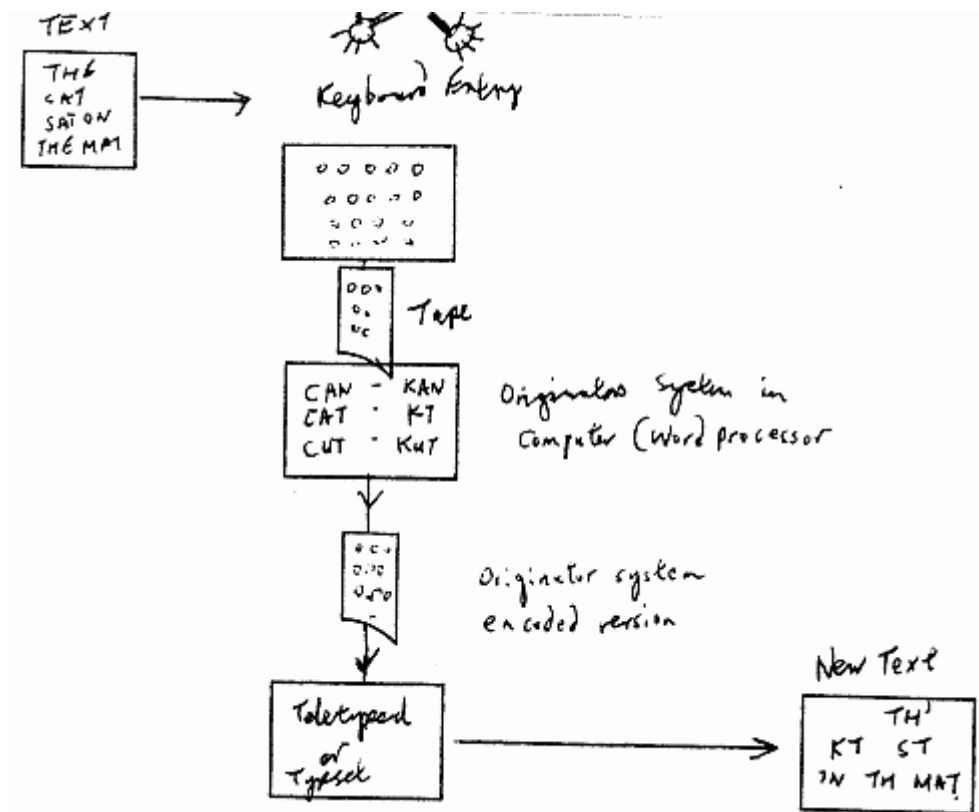 TEXT
THE
CAT
SAT ON
THE MAT
Keyboard Entry
Tape
CAN - KAN
CAT - KT
CUT - KUT
Originators System in
Computer (Word) processor
Originator system
encoded version
Teletyped
or
Typeset
New Text
TH'
KT ST
ON TH MAT